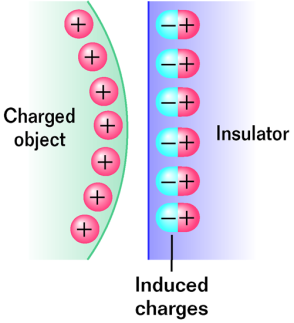 Charged
object
Insulator
Induced
charges
+
+
+
+
+
+
+
− +
− +
− +
− +
− +
− +